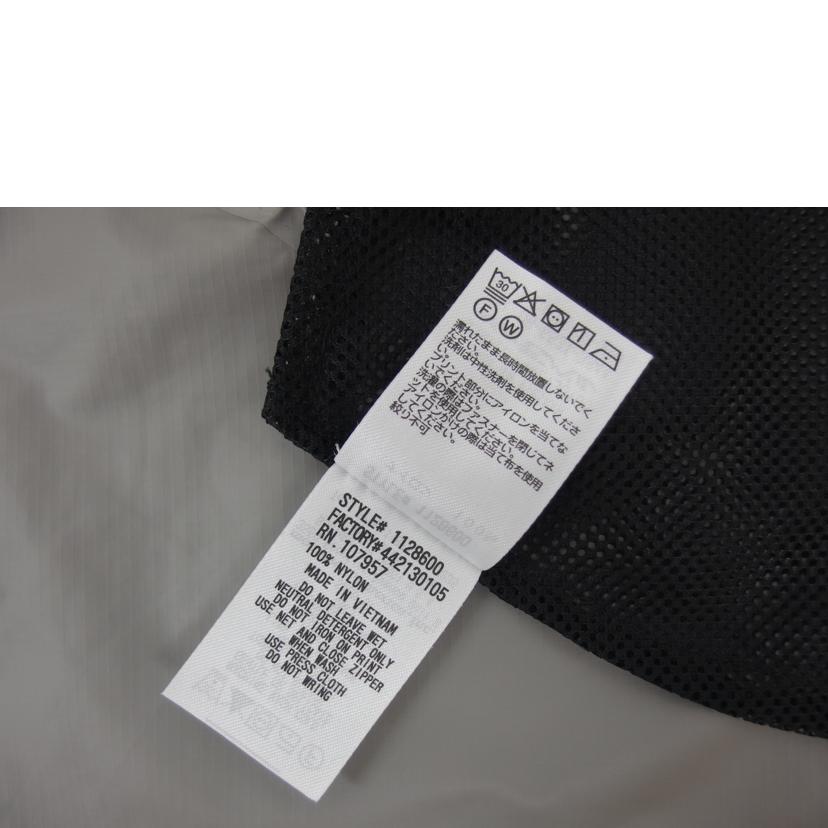 30
F W
濡れたまま長時間放置しないでく
ださい。
洗剤は中性洗剤を使用してくださ
い。
プリント部分にアイロンを当てな
いでください。
洗濯の際はファスナーを閉じてネ
ットを使用してください。
アイロンがけの際は当て布を使用
してください。
絞り不可
STYLE# 1128600
FACTORY#442130105
RN. 107957
100% NYLON
MADE IN VIETNAM
DO NOT LEAVE WET
NEUTRAL DETERGENT ONLY
DO NOT IRON ON PRINT
USE NET AND CLOSE ZIPPER
WHEN WASH
USE PRESS CLOTH
DO NOT WRING